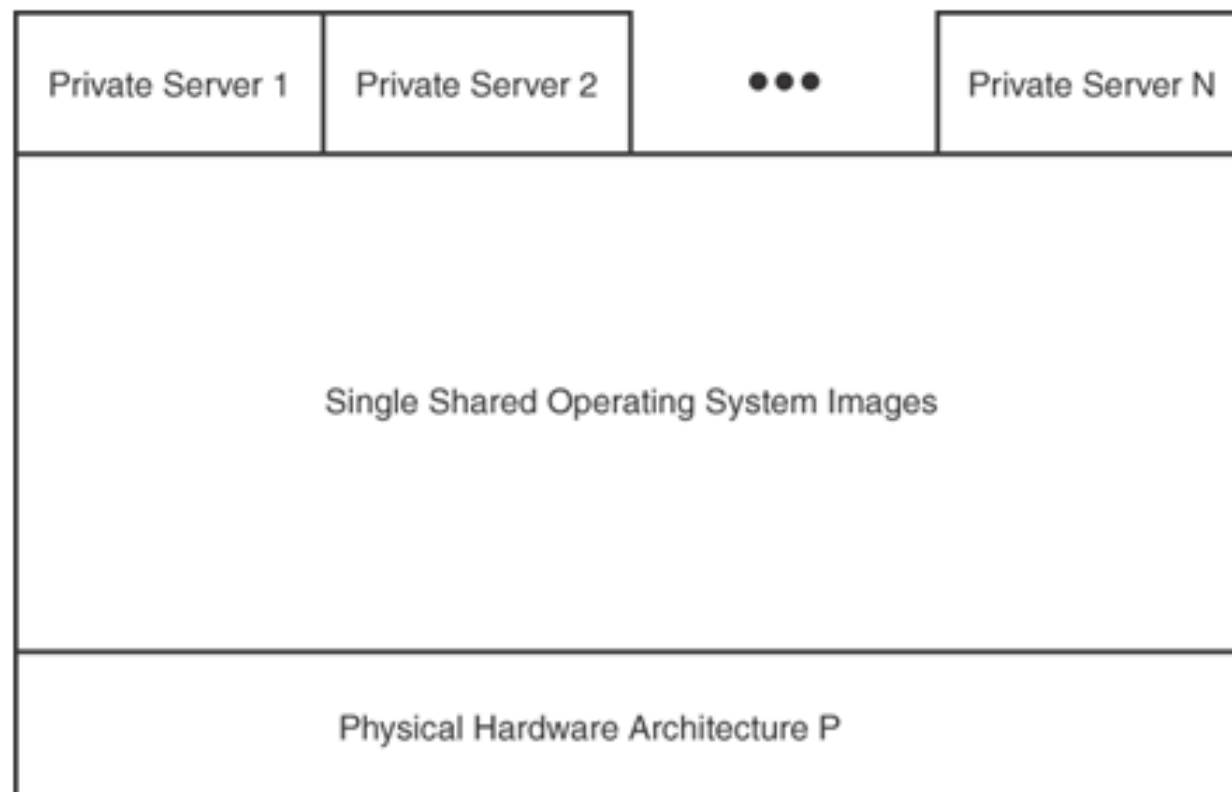 Private Server 1
Private Server 2
•••
Private Server N
Single Shared Operating System Images
Physical Hardware Architecture P